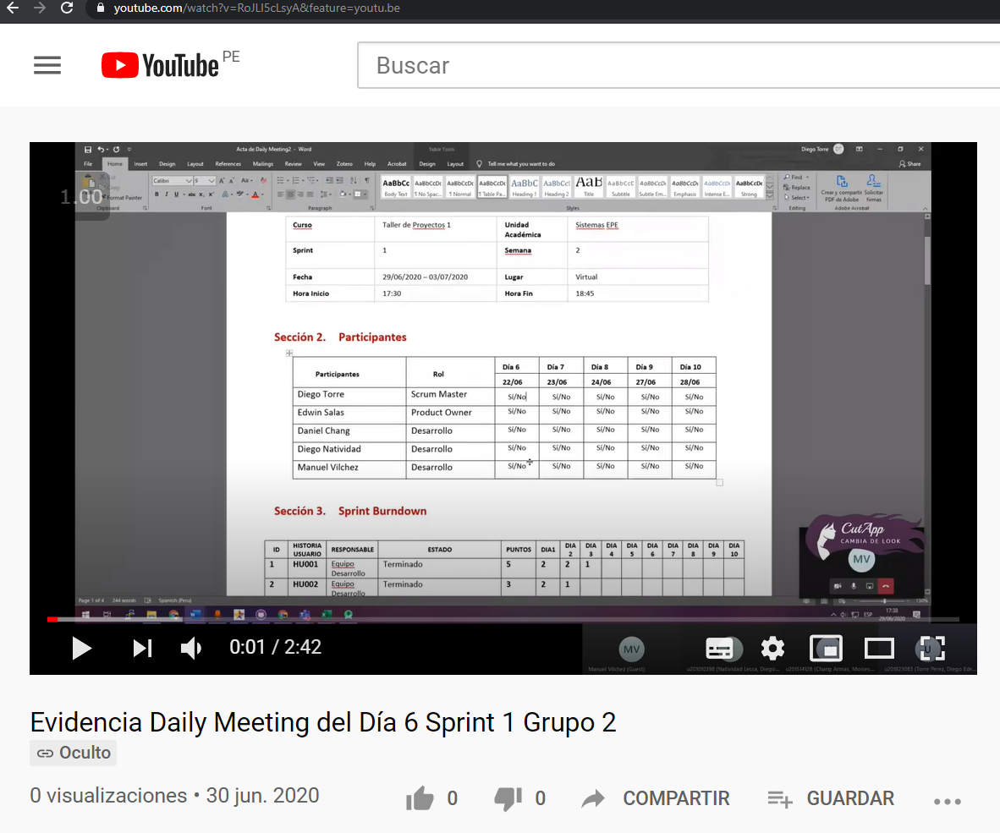 youtube.com/watch?v=RoJLI5cLsyA&feature=youtu.be
YouTube PE
Buscar
Acta de Daily Meeting2 - Word
Table Tools
Diego Torre
File Home Insert Design Layout References Mailings Review View Zotero Help Acrobat Design Layout Tell me what you want to do
Share
1.00
Cut
Copy
Format Painter
Clipboard
Calibri 9
Font
Paragraph
AaBbCc AaBbCcDc AaBbCcDc AaBbCcDc AaBbC AaBbCcI AaB AaBbCcC AaBbCcDc AaBbCcDc AaBbCcDc AaBbCcDc
Body Text ¶ No Spac... ¶ Normal ¶ Table Pa... Heading 1 Heading 2 Title Subtitle Subtle Em... Emphasis Intense E... Strong
Styles
Find
Replace
Select
Editing
Crear y compartir PDF de Adobe
Solicitar firmas
Adobe Acrobat
Curso Taller de Proyectos 1 Unidad Académica Sistemas EPE
Sprint 1 Semana 2
Fecha 29/06/2020 – 03/07/2020 Lugar Virtual
Hora Inicio 17:30 Hora Fin 18:45
Sección 2. Participantes
Participantes Rol Día 6 Día 7 Día 8 Día 9 Día 10
22/06 23/06 24/06 27/06 28/06
Diego Torre Scrum Master Sí/No Sí/No Sí/No Sí/No Sí/No
Edwin Salas Product Owner Sí/No Sí/No Sí/No Sí/No Sí/No
Daniel Chang Desarrollo Sí/No Sí/No Sí/No Sí/No Sí/No
Diego Natividad Desarrollo Sí/No Sí/No Sí/No Sí/No Sí/No
Manuel Vilchez Desarrollo Sí/No Sí/No Sí/No Sí/No Sí/No
Sección 3. Sprint Burndown
ID HISTORIA USUARIO RESPONSABLE ESTADO PUNTOS DIA1 DIA 2 DIA 3 DIA 4 DIA 5 DIA 6 DIA 7 DIA 8 DIA 9 DIA 10
1 HU001 Equipo Desarrollo Terminado 5 2 2 1
2 HU002 Equipo Desarrollo Terminado 3 2 1
CutApp
CAMBIA DE LOOK
MV
Page 1 of 4 244 words Spanish (Peru)
150%
ESP
17:38
29/06/2020
0:01 / 2:42
MV
Manuel Vilchez (Guest)
u201010398 (Natividad Lecca, Diego...
u201514128 (Chang Armas, Moises...
u201823083 (Torre Perez, Diego Ede...
Evidencia Daily Meeting del Día 6 Sprint 1 Grupo 2
Oculto
0 visualizaciones • 30 jun. 2020
0 0 COMPARTIR GUARDAR